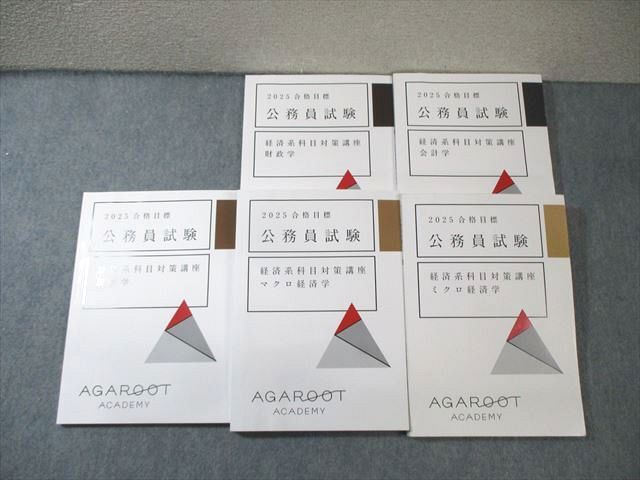 2025合格目標
公務員試験
経済系科目対策講座
財政学
2025合格目標
公務員試験
経済系科目対策講座
会計学
2025合格目標
公務員試験
系科目対策講座
学
AGAROOT
ACADEMY
2025合格目標
公務員試験
経済系科目対策講座
マクロ経済学
AGAROOT
ACADEMY
2025合格目標
公務員試験
経済系科目対策講座
ミクロ経済学
AGAROOT
ACADEMY